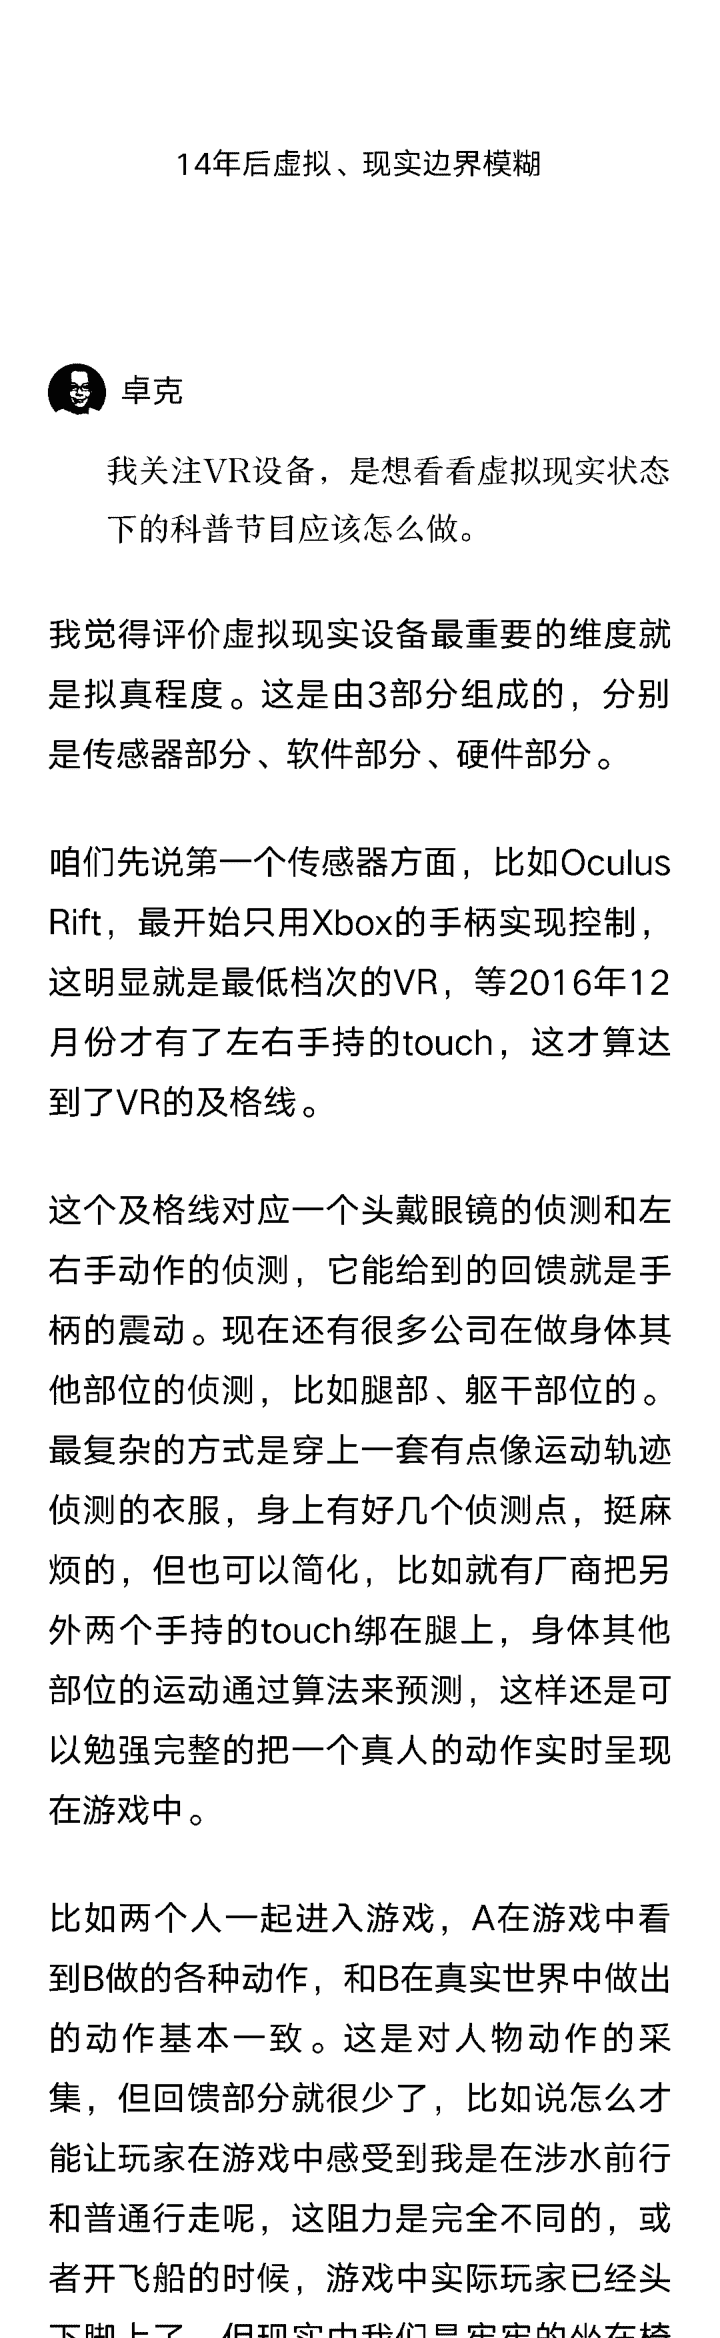 14年后虚拟、现实边界模糊
卓克
我关注VR设备，是想看看虚拟现实状态
下的科普节目应该怎么做。
我觉得评价虚拟现实设备最重要的维度就
是拟真程度。这是由3部分组成的，分别
是传感器部分、软件部分、硬件部分。
咱们先说第一个传感器方面，比如Oculus
Rift，最开始只用Xbox的手柄实现控制，
这明显就是最低档次的VR，等2016年12
月份才有了左右手持的touch，这才算达
到了VR的及格线。
这个及格线对应一个头戴眼镜的侦测和左
右手动作的侦测，它能给到的回馈就是手
柄的震动。现在还有很多公司在做身体其
他部位的侦测，比如腿部、躯干部位的。
最复杂的方式是穿上一套有点像运动轨迹
侦测的衣服，身上有好几个侦测点，挺麻
烦的，但也可以简化，比如就有厂商把另
外两个手持的touch绑在腿上，身体其他
部位的运动通过算法来预测，这样还是可
以勉强完整的把一个真人的动作实时呈现
在游戏中。
比如两个人一起进入游戏，A在游戏中看
到B做的各种动作，和B在真实世界中做出
的动作基本一致。这是对人物动作的采
集，但回馈部分就很少了，比如说怎么才
能让玩家在游戏中感受到我是在涉水前行
和普通行走呢，这阻力是完全不同的，或
者开飞船的时候，游戏中实际玩家已经头
下脚上了，但现实中我们是牢牢的坐在椅